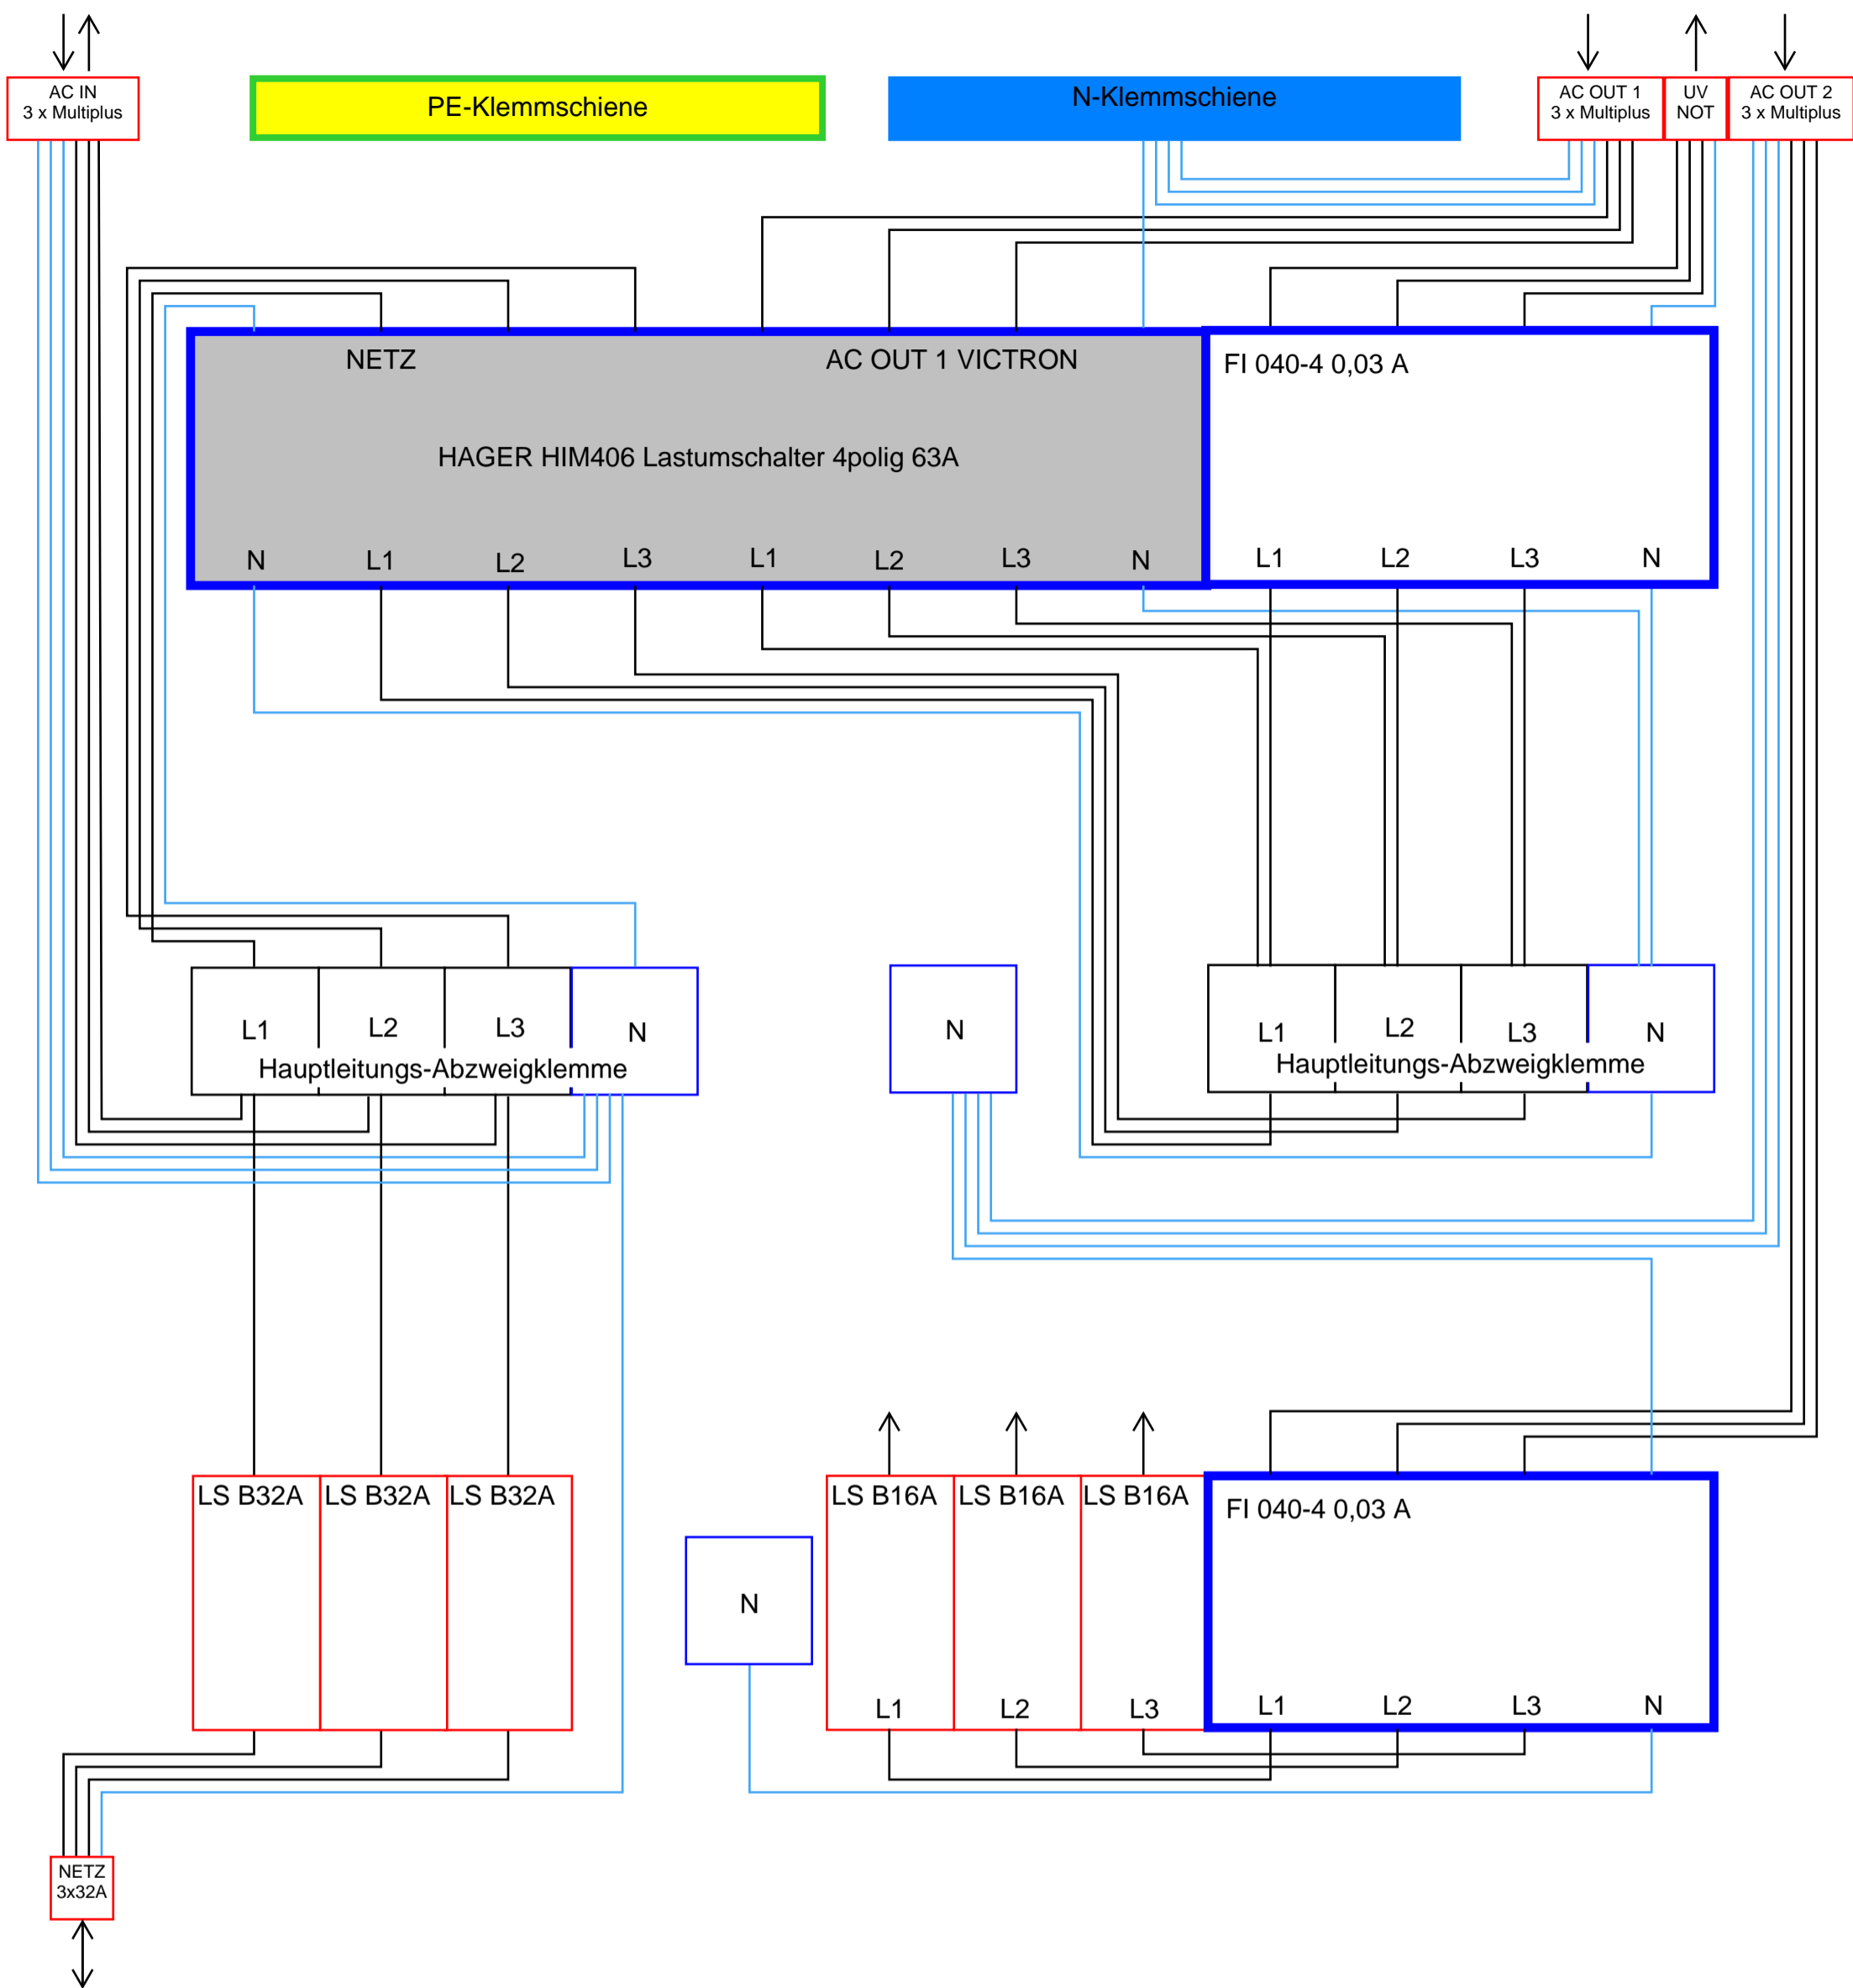 AC IN
3 x Multiplus
PE-Klemmschiene
N-Klemmschiene
AC OUT 1
3 x Multiplus
UV
NOT
AC OUT 2
3 x Multiplus
NETZ
AC OUT 1 VICTRON
FI 040-4 0,03 A
HAGER HIM406 Lastumschalter 4polig 63A
N
L1
L2
L3
L1
L2
L3
N
L1
L2
L3
N
L1
L2
L3
N
Hauptleitungs-Abzweigklemme
N
L1
L2
L3
N
Hauptleitungs-Abzweigklemme
LS B32A
LS B32A
LS B32A
LS B16A
LS B16A
LS B16A
FI 040-4 0,03 A
N
L1
L2
L3
L1
L2
L3
N
NETZ
3x32A